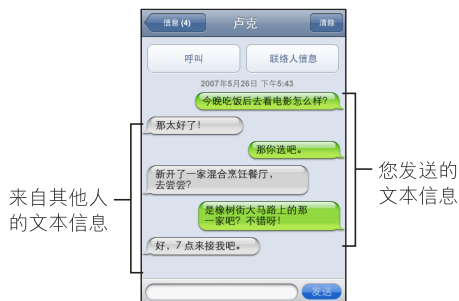 信息 (4)
卢克
清除
呼叫
联络人信息
2007年5月26日 下午5:43
今晚吃饭后去看电影怎么样?
那太好了!
那你选吧。
新开了一家混合烹饪餐厅,
去尝尝?
是橡树街大马路上的那
一家吧? 不错呀!
好, 7 点来接我吧。
发送
来自其他人
的文本信息
您发送的
文本信息